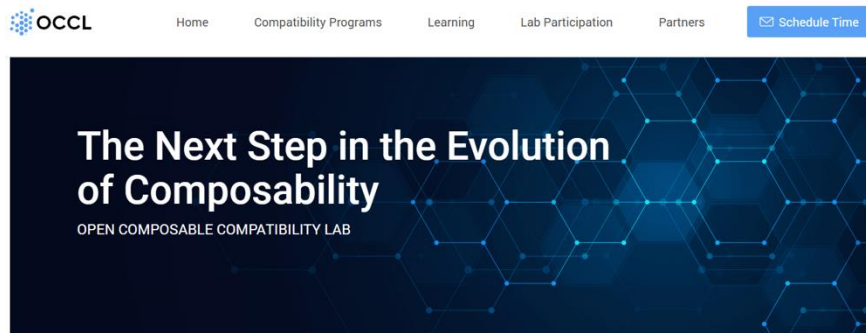 OCCL
Home Compatibility Programs Learning Lab Participation Partners Schedule Time
The Next Step in the Evolution
of Composability
OPEN COMPOSABLE COMPATIBILITY LAB